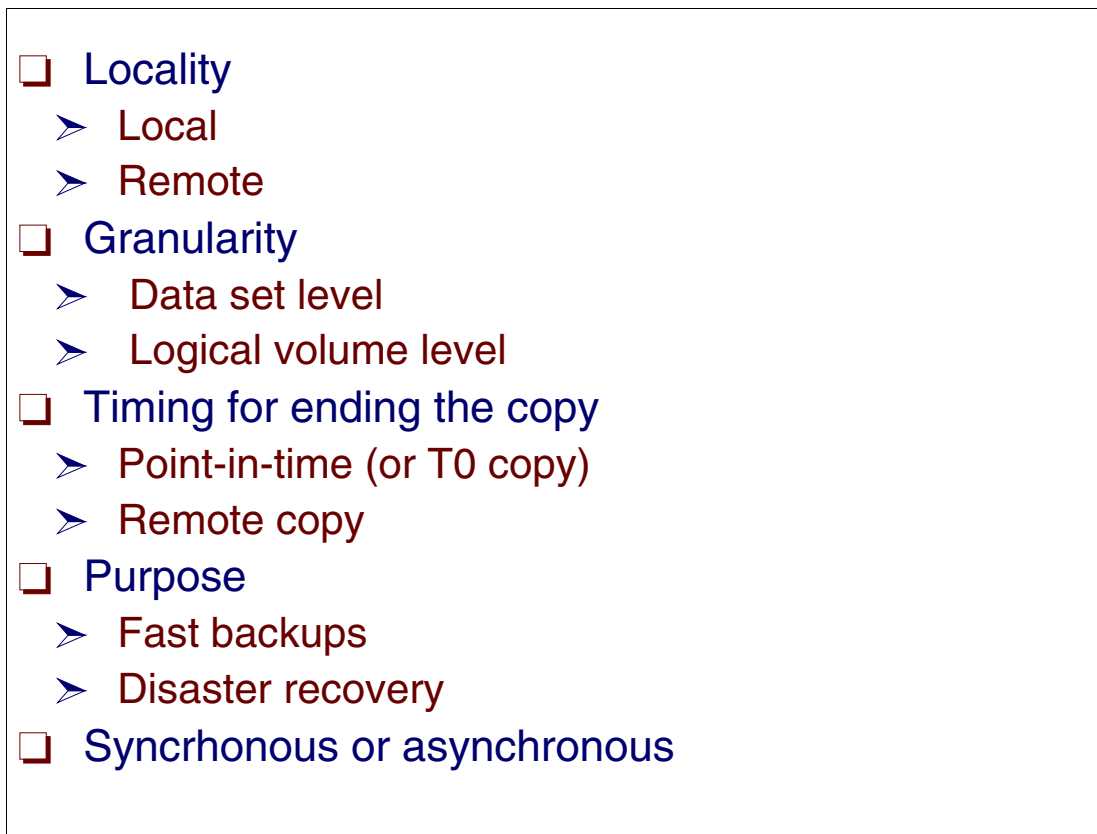 Locality
Local
Remote
Granularity
Data set level
Logical volume level
Timing for ending the copy
Point-in-time (or T0 copy)
Remote copy
Purpose
Fast backups
Disaster recovery
Syncrhonous or asynchronous